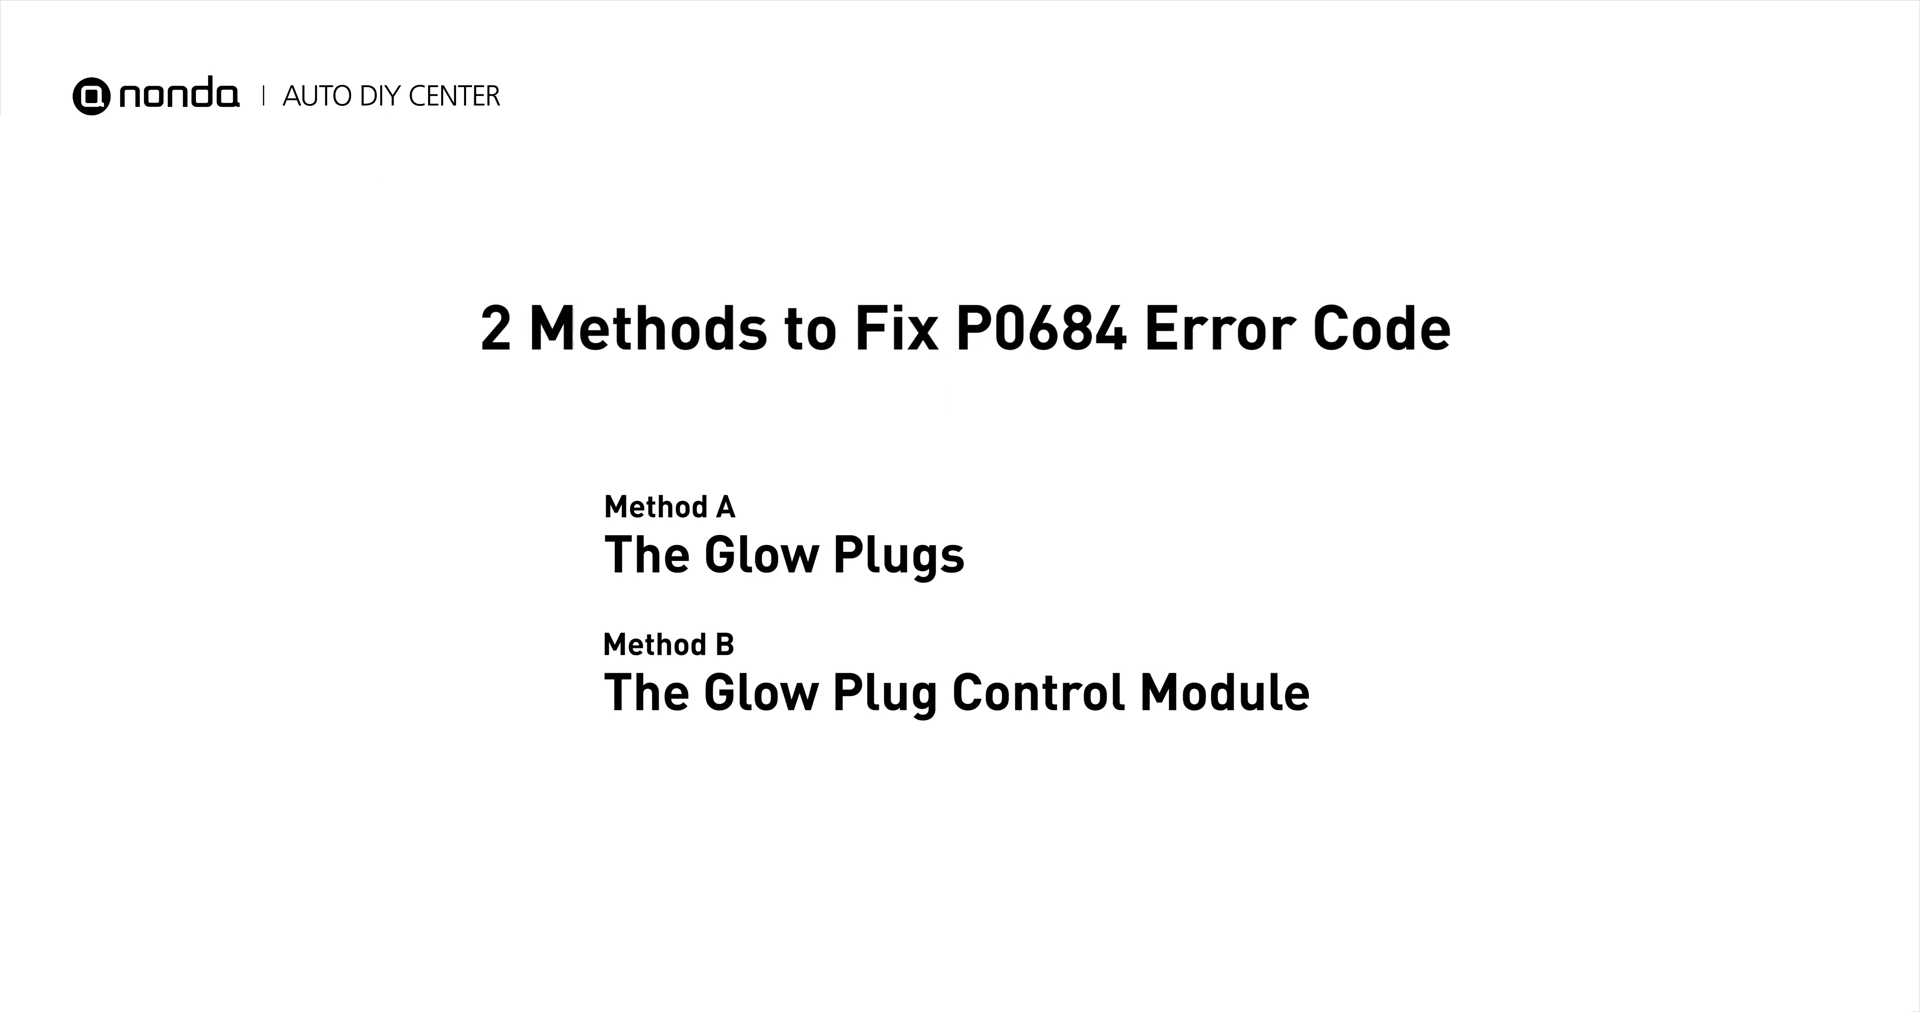 nonda | AUTO DIY CENTER
2 Methods to Fix P0684 Error Code
Method A
The Glow Plugs
Method B
The Glow Plug Control Module